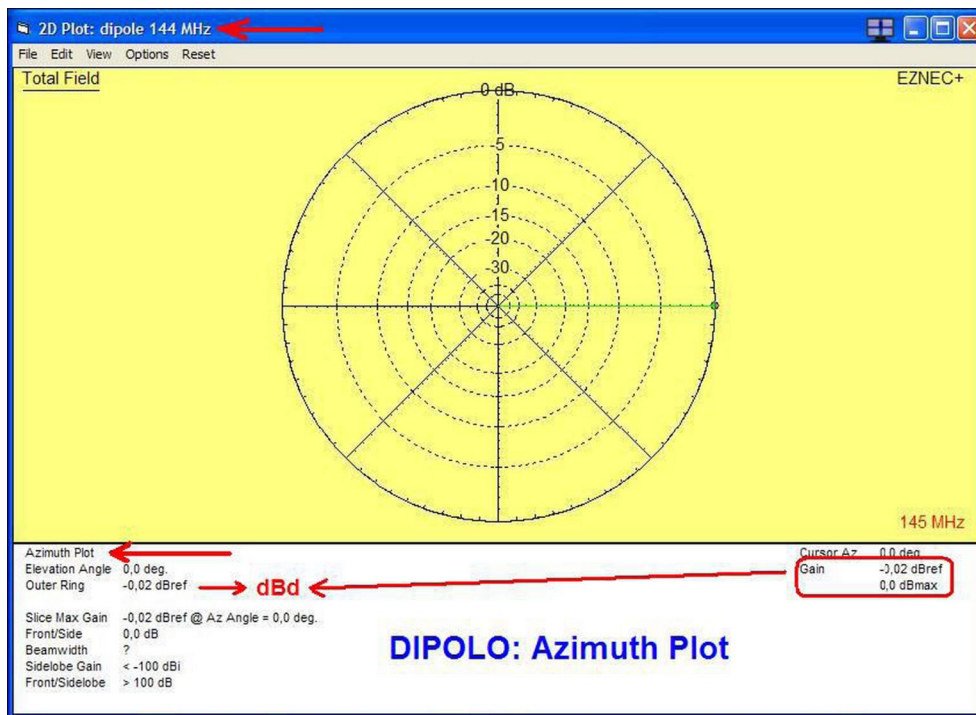 2D Plot: dipole 144 MHz
File Edit View Options Reset
Total Field
EZNEC+
0 dB
-5
-10
-15
-20
-30
145 MHz
Azimuth Plot
Elevation Angle 0,0 deg.
Outer Ring -0,02 dBref
dBd
Cursor Az 0,0 deg.
Gain -0,02 dBref
0,0 dBmax
Slice Max Gain -0,02 dBref @ Az Angle = 0,0 deg.
Front/Side 0,0 dB
Beamwidth ?
Sidelobe Gain < -100 dBi
Front/Sidelobe > 100 dB
DIPOLO: Azimuth Plot